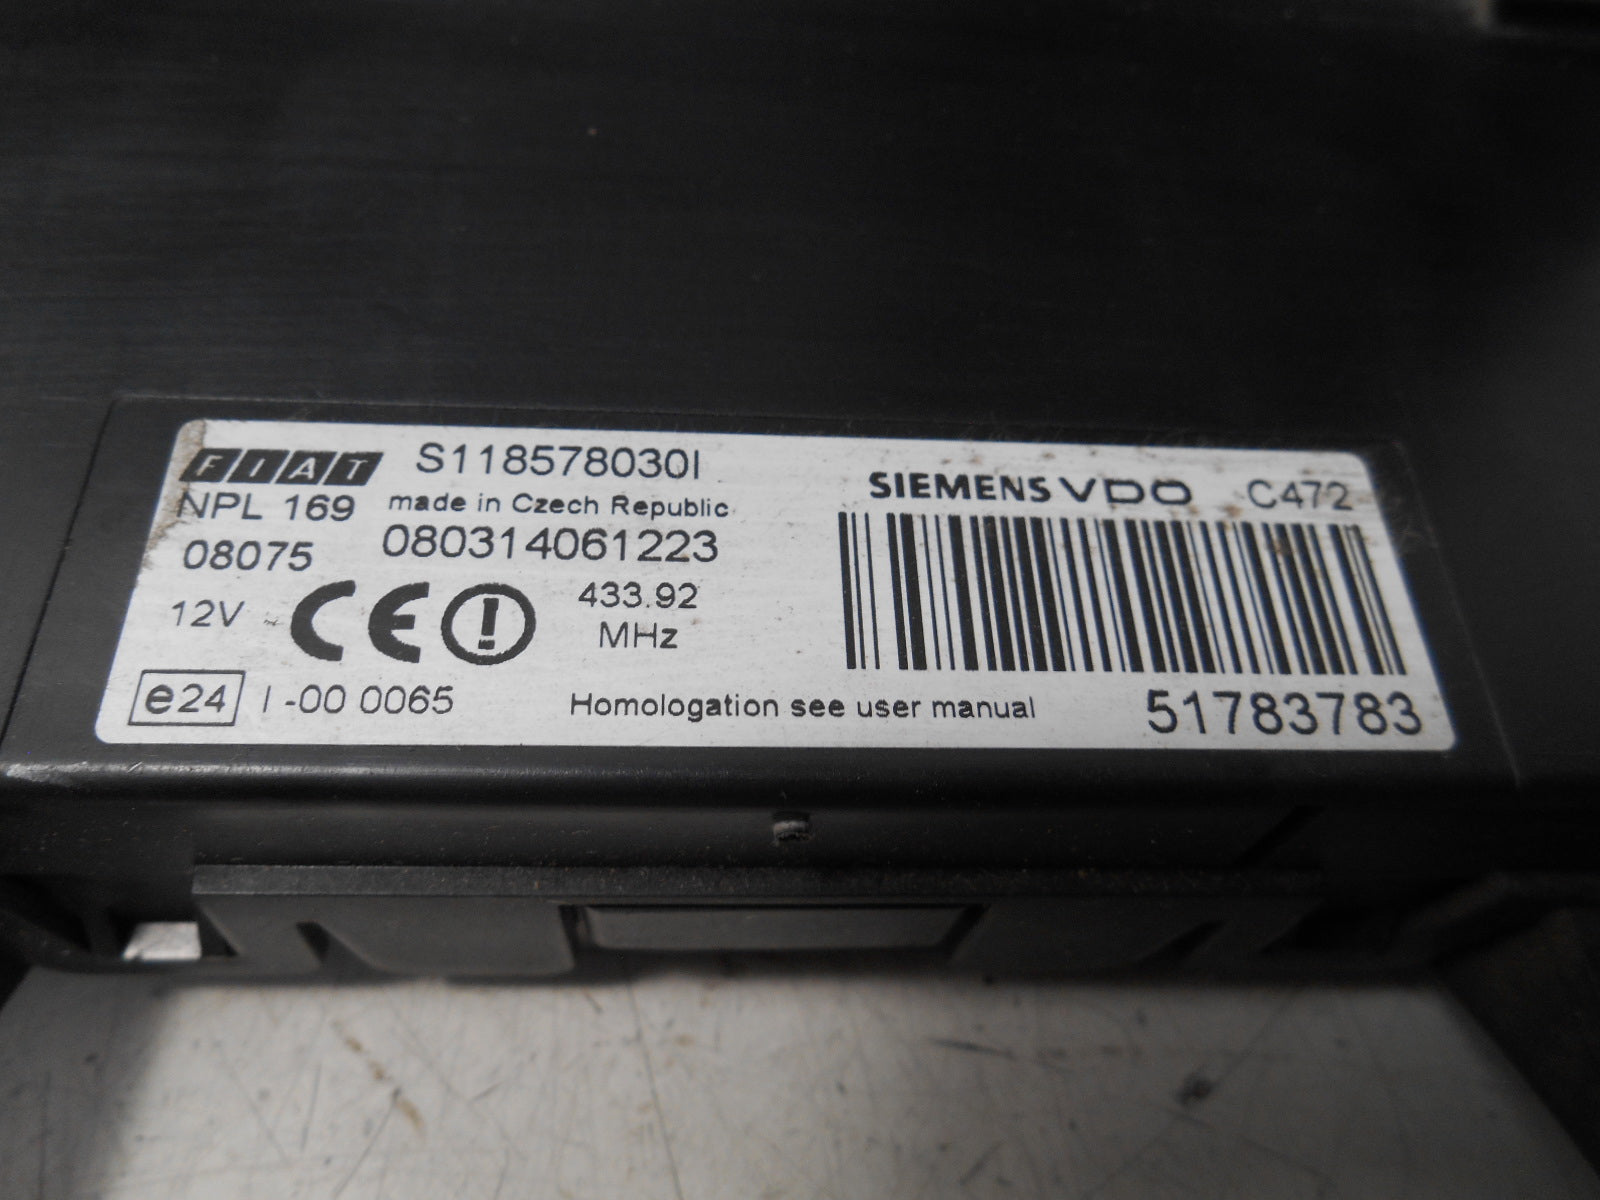 FIAT S118578030I
NPL 169 made in Czech Republic
08075 080314061223
12V CE 433.92
MHz
e24 I -00 0065 Homologation see user manual
SIEMENS VDO C472
51783783